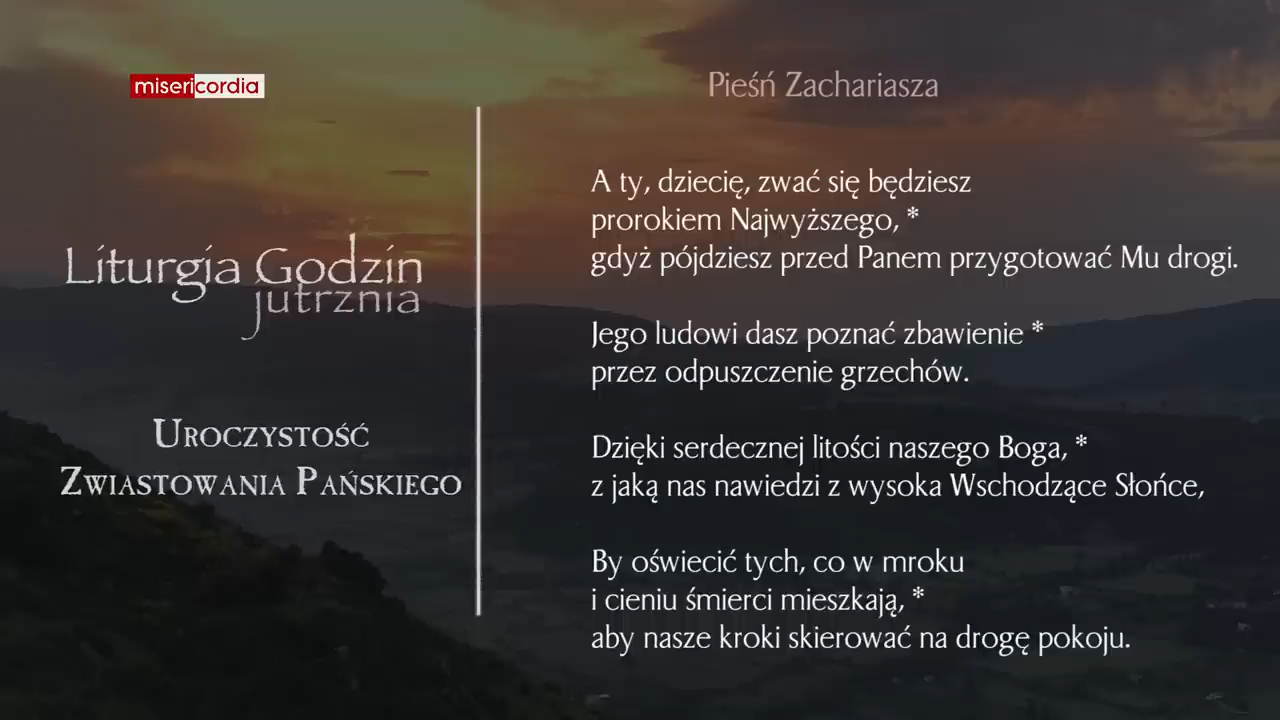 misericordia
Liturgia Godzin
jutrznia
Uroczystość
Zwiastowania Pańskiego
Pieśń Zachariasza
A ty, dziecię, zwać się będziesz
prorokiem Najwyższego, *
gdyż pójdziesz przed Panem przygotować Mu drogi.
Jego ludowi dasz poznać zbawienie *
przez odpuszczenie grzechów.
Dzięki serdecznej litości naszego Boga, *
z jaką nas nawiedzi z wysoka Wschodzące Słońce,
By oświecić tych, co w mroku
i cieniu śmierci mieszkają, *
aby nasze kroki skierować na drogę pokoju.